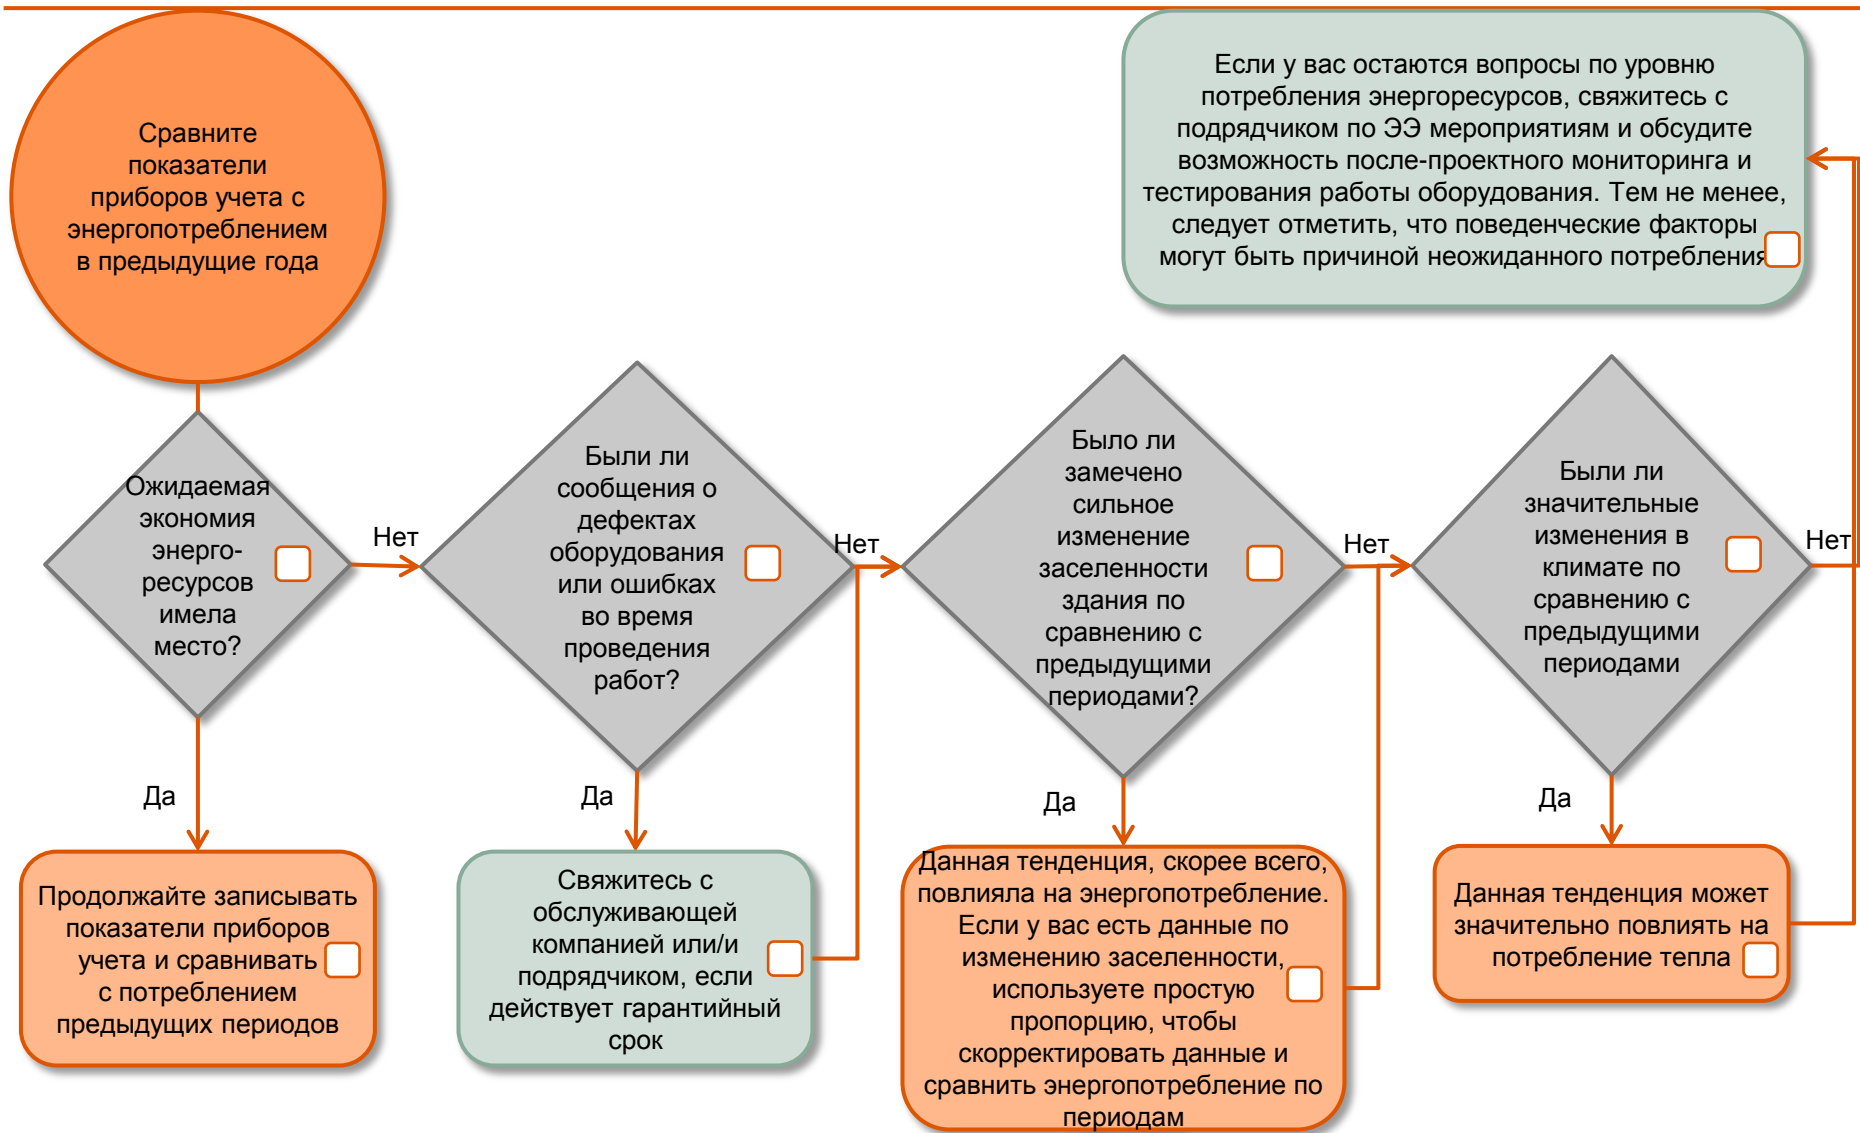 Сравните
показатели
приборов учета с
энергопотреблением
в предыдущие года
Если у вас остаются вопросы по уровню
потребления энергоресурсов, свяжитесь с
подрядчиком по ЭЭ мероприятиям и обсудите
возможность после-проектного мониторинга и
тестирования работы оборудования. Тем не менее,
следует отметить, что поведенческие факторы
могут быть причиной неожиданного потребления
Ожидаемая
экономия
энерго-
ресурсов
имела
место?
Нет
Были ли
сообщения о
дефектах
оборудования
или ошибках
во время
проведения
работ?
Нет
Было ли
замечено
сильное
изменение
заселенности
здания по
сравнению с
предыдущими
периодами?
Нет
Были ли
значительные
изменения в
климате по
сравнению с
предыдущими
периодами
Нет
Да
Да
Да
Да
Продолжайте записывать
показатели приборов
учета и сравнивать
с потреблением
предыдущих периодов
Свяжитесь с
обслуживающей
компанией или/и
подрядчиком, если
действует гарантийный
срок
Данная тенденция, скорее всего,
повлияла на энергопотребление.
Если у вас есть данные по
изменению заселенности,
используете простую
пропорцию, чтобы
скорректировать данные и
сравнить энергопотребление по
периодам
Данная тенденция может
значительно повлиять на
потребление тепла